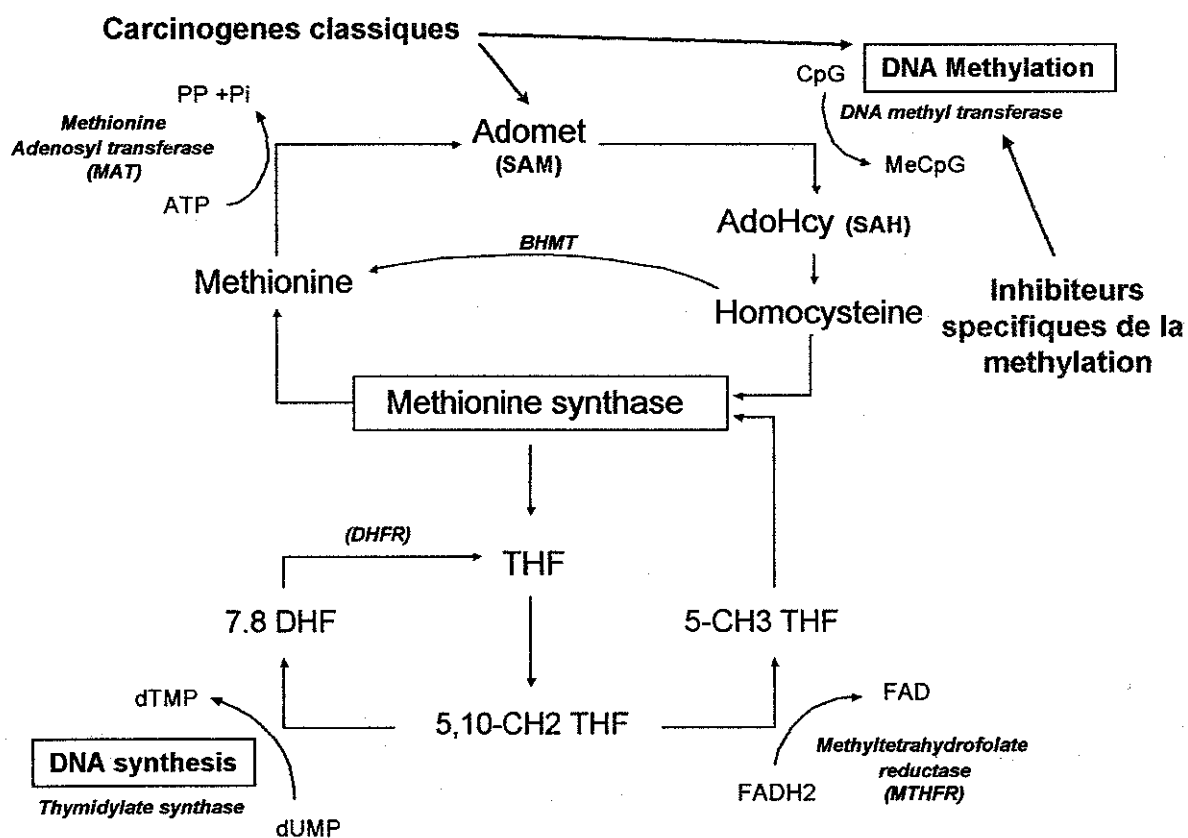 Carcinogenes classiques
CpG
DNA Methylation
PP +Pi
DNA methyl transferase
Methionine
Adenosyl transferase
(MAT)
Adomet
(SAM)
MeCpG
ATP
AdoHcy (SAH)
BHMT
Methionine
Homocysteine
Inhibiteurs
specifiques de la
methylation
Methionine synthase
(DHFR)
THF
7.8 DHF
5-CH3 THF
dTMP
FAD
5,10-CH2 THF
DNA synthesis
Methyltetrahydrofolate
reductase
(MTHFR)
Thymidylate synthase
FADH2
dUMP